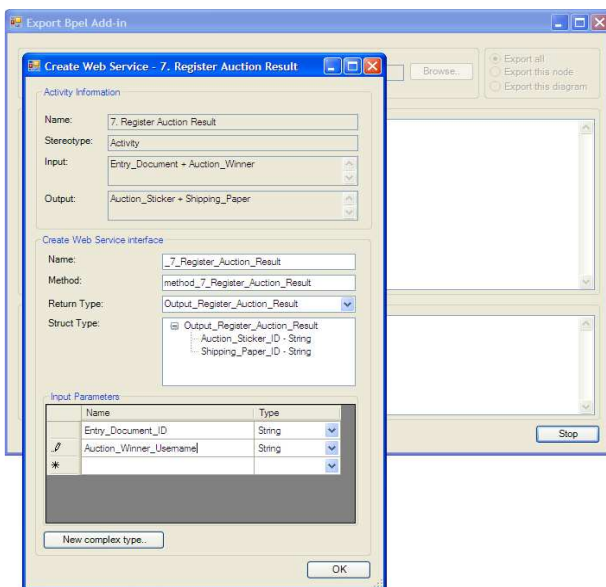 Export Bpel Add-in
Browse..
Export all
Export this node
Export this diagram
Create Web Service - 7. Register Auction Result
Activity Information
Name: 7. Register Auction Result
Stereotype: Activity
Input: Entry_Document + Auction_Winner
Output: Auction_Sticker + Shipping_Paper
Create Web Service interface
Name: _7_Register_Auction_Result
Method: method_7_Register_Auction_Result
Return Type: Output_Register_Auction_Result
Struct Type: Output_Register_Auction_Result
Auction_Sticker_ID - String
Shipping_Paper_ID - String
Input Parameters
Name Type
Entry_Document_ID String
Auction_Winner_Username String
New complex type..
OK
Stop